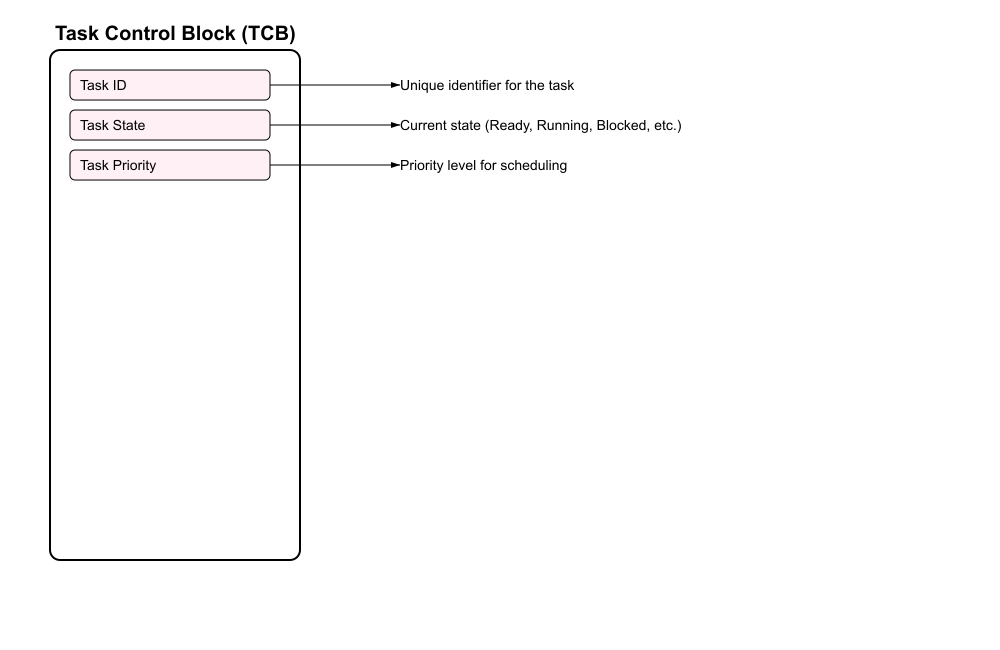 Task Control Block (TCB)
Task ID
Unique identifier for the task
Task State
Current state (Ready, Running, Blocked, etc.)
Task Priority
Priority level for scheduling